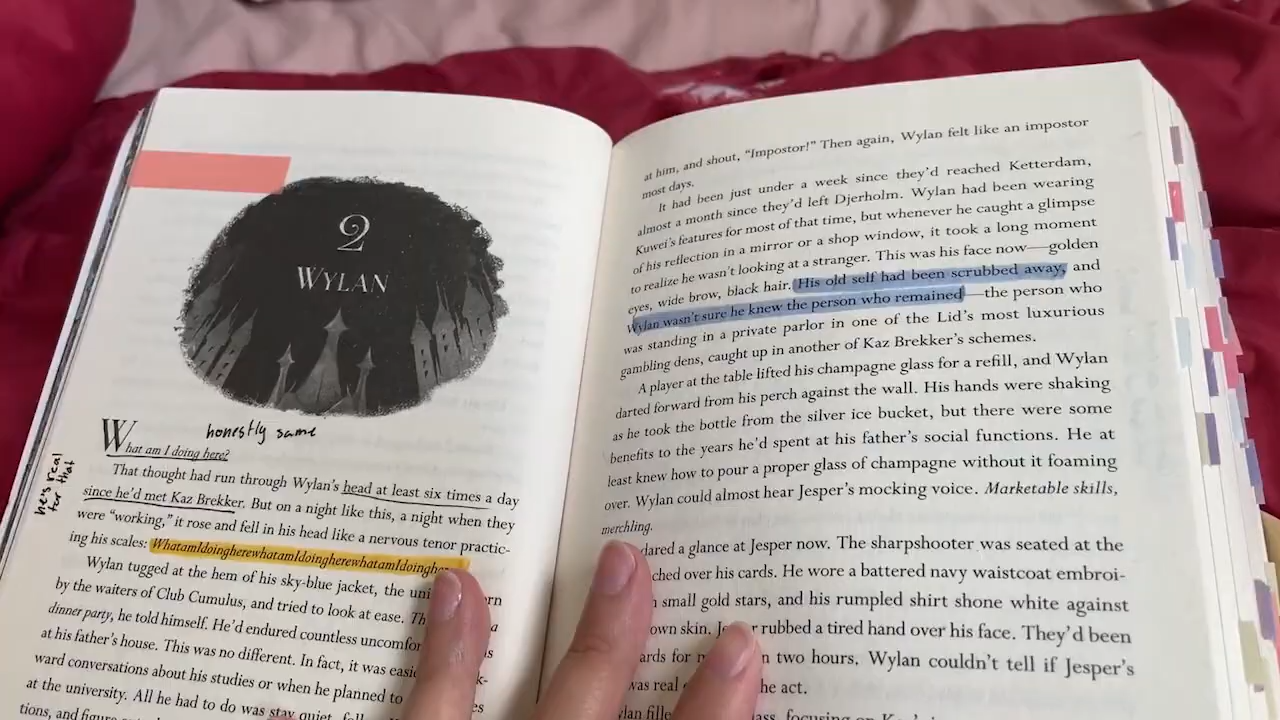 2
WYLAN
honestly same
What am I doing here?
he's real
for that
That thought had run through Wylan's head at least six times a day
since he'd met Kaz Brekker. But on a night like this, a night when they
were "working," it rose and fell in his head like a nervous tenor practic-
ing his scales: WhatamIdoingherewhatamIdoingherewhatamIdoinghe
Wylan tugged at the hem of his sky-blue jacket, the
by the waiters of Club Cumulus, and tried to look at ease.
dinner party, he told himself. He'd endured countless
at his father's house. This was no different. In fact, it was
ward conversations about his studies or when he planned to
at the university. All he had to do was stay quiet,
tions, and
at him, and shout, "Impostor!" Then again, Wylan felt like an impostor
most days.
It had been just under a week since they'd reached Ketterdam,
almost a month since they'd left Djerholm. Wylan had been wearing
Kuwei's features for most of that time, but whenever he caught a glimpse
of his reflection in a mirror or a shop window, it took a long moment
to realize he wasn't looking at a stranger. This was his face now—golden
eyes, wide brow, black hair. His old self had been scrubbed away, and
Wylan wasn't sure he knew the person who remained—the person who
was standing in a private parlor in one of the Lid's most luxurious
gambling dens, caught up in another of Kaz Brekker's schemes.
A player at the table lifted his champagne glass for a refill, and Wylan
darted forward from his perch against the wall. His hands were shaking
as he took the bottle from the silver ice bucket, but there were some
benefits to the years he'd spent at his father's social functions. He at
least knew how to pour a proper glass of champagne without it foaming
over. Wylan could almost hear Jesper's mocking voice. Marketable skills,
merchling.
dared a glance at Jesper now. The sharpshooter was seated at the
ched over his cards. He wore a battered navy waistcoat embroi-
small gold stars, and his rumpled shirt shone white against
own skin. rubbed a tired hand over his face. They'd been
ards for two hours. Wylan couldn't tell if Jesper's
was real he act.